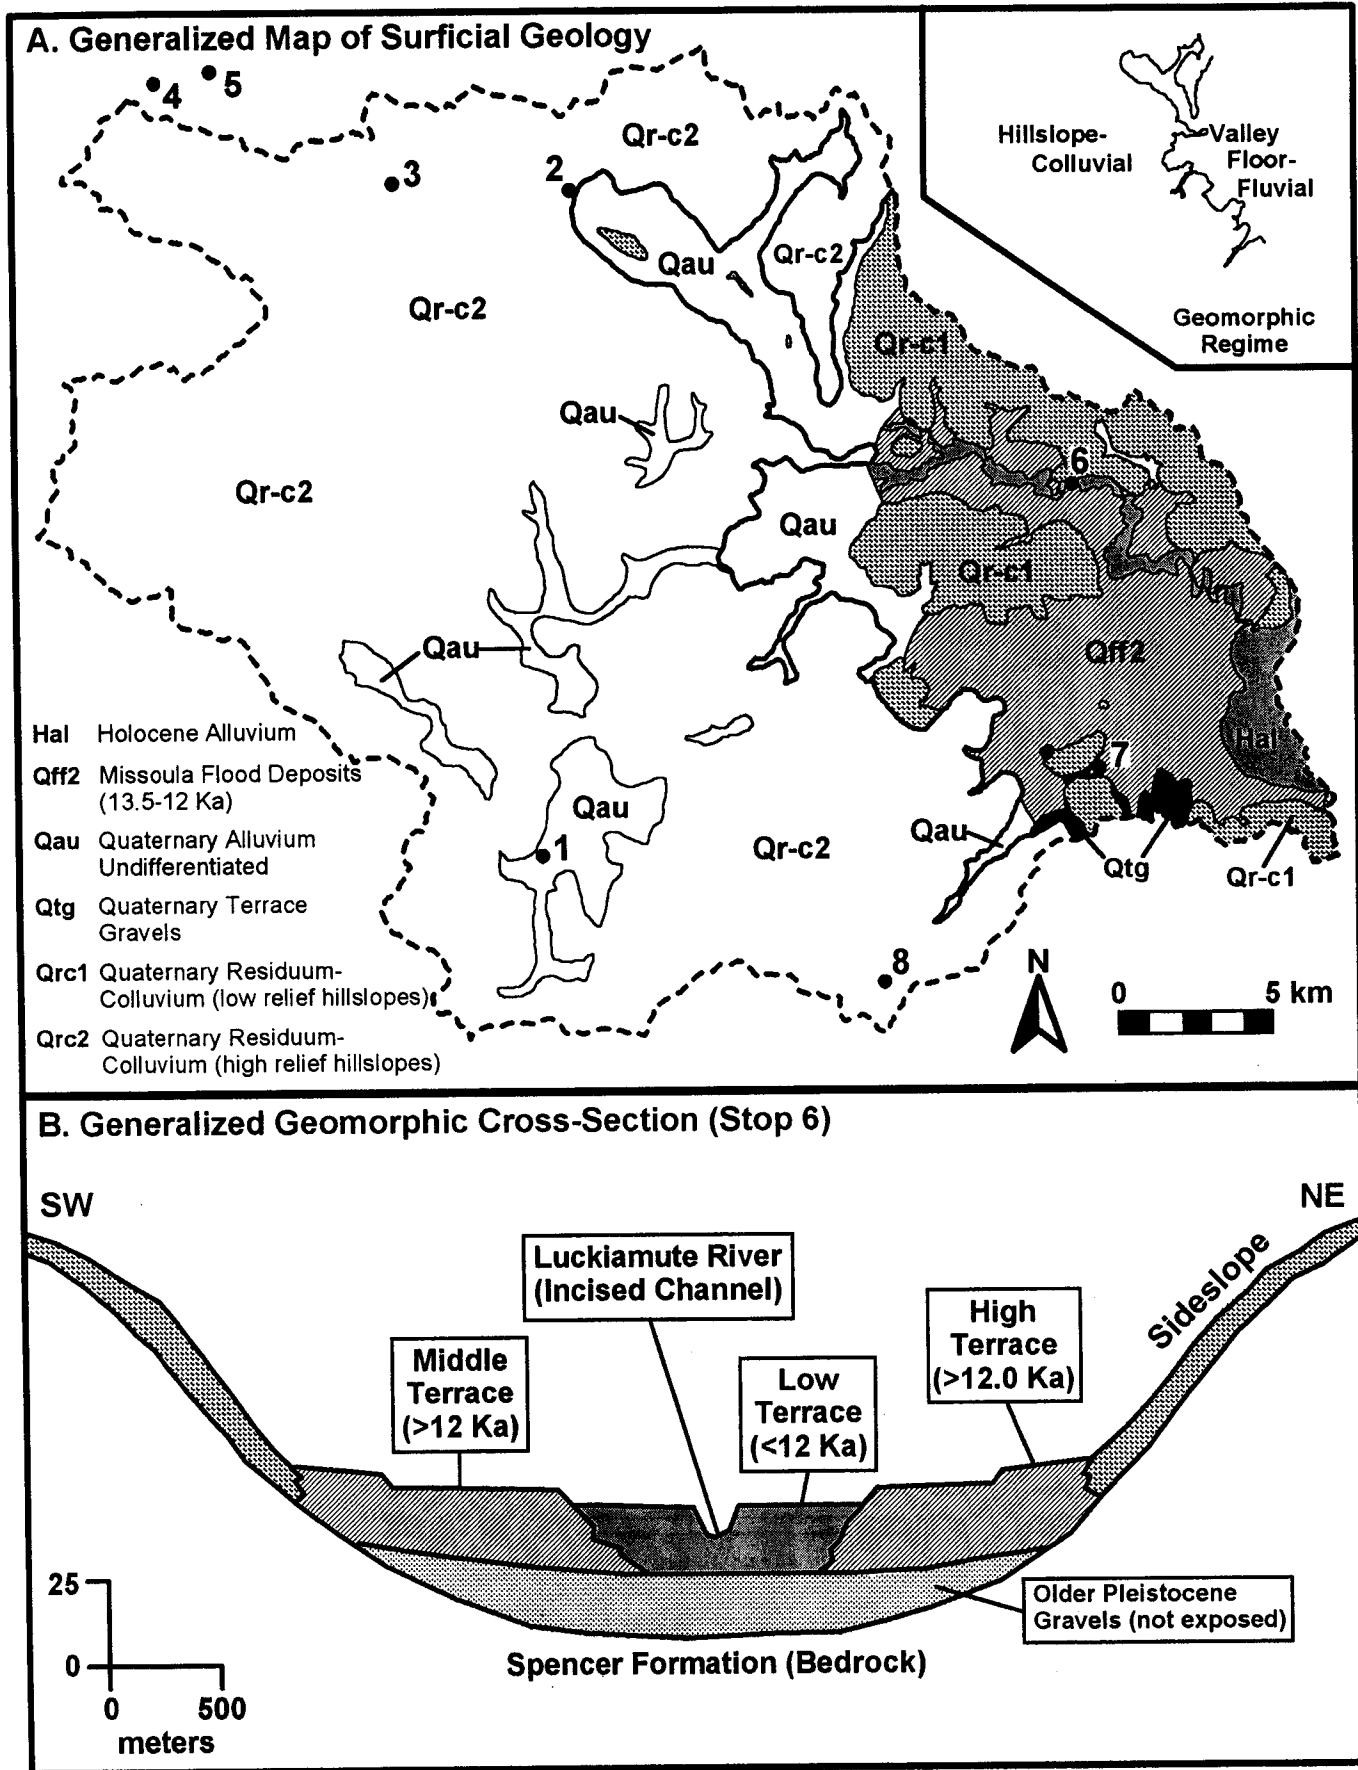 A. Generalized Map of Surficial Geology
4
5
3
2
Qr-c2
Qau
Qr-c2
Qr-c2
Qr-c1
Hillslope-
Colluvial
Valley
Floor-
Fluvial
Geomorphic
Regime
Qau
6
Qr-c2
Qau
Qr-c1
Qau
Qff2
Hal
7
Qau
1
Qr-c2
Qau
Qtg
Qr-c1
8
N
0 5 km
Hal Holocene Alluvium
Qff2 Missoula Flood Deposits
(13.5-12 Ka)
Qau Quaternary Alluvium
Undifferentiated
Qtg Quaternary Terrace
Gravels
Qrc1 Quaternary Residuum-
Colluvium (low relief hillslopes)
Qrc2 Quaternary Residuum-
Colluvium (high relief hillslopes)
B. Generalized Geomorphic Cross-Section (Stop 6)
SW
NE
Luckiamute River
(Incised Channel)
Sideslope
High
Terrace
(>12.0 Ka)
Middle
Terrace
(>12 Ka)
Low
Terrace
(<12 Ka)
Older Pleistocene
Gravels (not exposed)
Spencer Formation (Bedrock)
25
0
0 500
meters